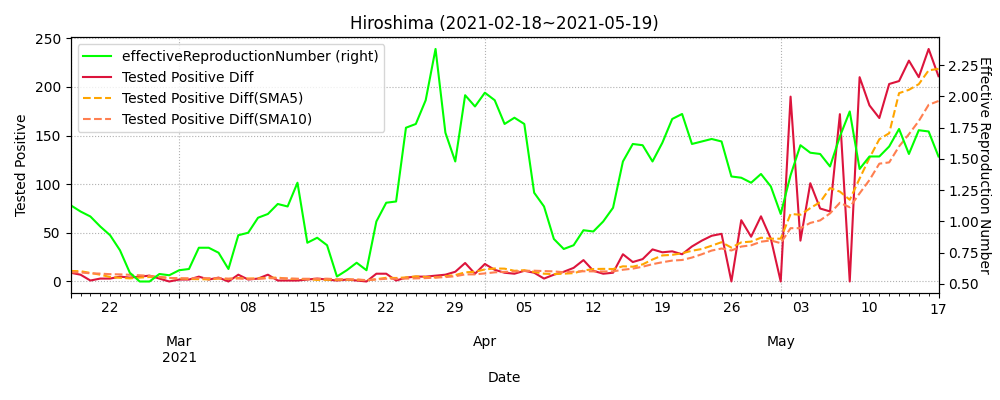 Hiroshima (2021-02-18~2021-05-19)
effectiveReproductionNumber (right)
Tested Positive Diff
Tested Positive Diff(SMA5)
Tested Positive Diff(SMA10)
Tested Positive
250
200
150
100
50
0
Effective Reproduction Number
2.25
2.00
1.75
1.50
1.25
1.00
0.75
0.50
22 08 15 22 29 05 12 19 26 03 10 17
Mar Apr May
2021
Date